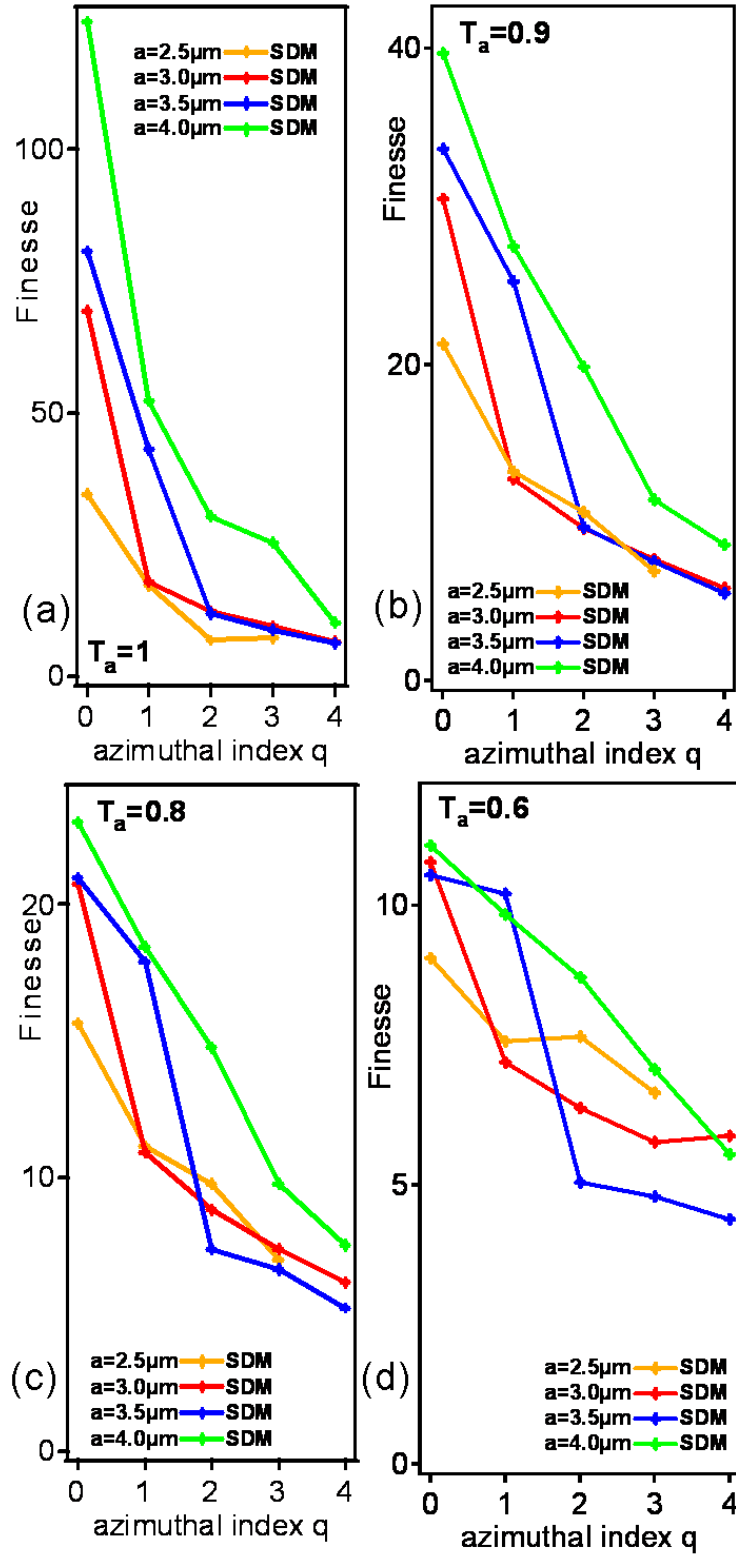 a=2.5µm SDM
a=3.0µm SDM
a=3.5µm SDM
a=4.0µm SDM
100
50
0
Finesse
(a)
T_a=1
0 1 2 3 4
azimuthal index q
T_a=0.9
40
20
0
Finesse
(b)
a=2.5µm SDM
a=3.0µm SDM
a=3.5µm SDM
a=4.0µm SDM
0 1 2 3 4
azimuthal index q
T_a=0.8
20
10
0
Finesse
(c)
a=2.5µm SDM
a=3.0µm SDM
a=3.5µm SDM
a=4.0µm SDM
0 1 2 3 4
azimuthal index q
T_a=0.6
10
5
0
Finesse
(d)
a=2.5µm SDM
a=3.0µm SDM
a=3.5µm SDM
a=4.0µm SDM
0 1 2 3 4
azimuthal index q